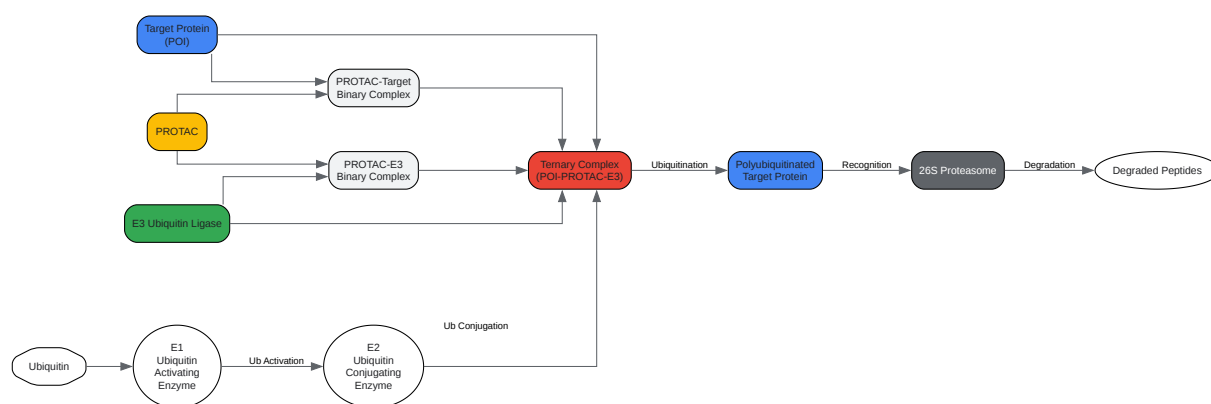 Target Protein
(POI)
PROTAC-Target
Binary Complex
PROTAC
PROTAC-E3
Binary Complex
E3 Ubiquitin Ligase
Ternary Complex
(POI-PROTAC-E3)
Ubiquitination
Polyubiquitinated
Target Protein
Recognition
26S Proteasome
Degradation
Degraded Peptides
Ubiquitin
E1
Ubiquitin
Activating
Enzyme
Ub Activation
E2
Ubiquitin
Conjugating
Enzyme
Ub Conjugation